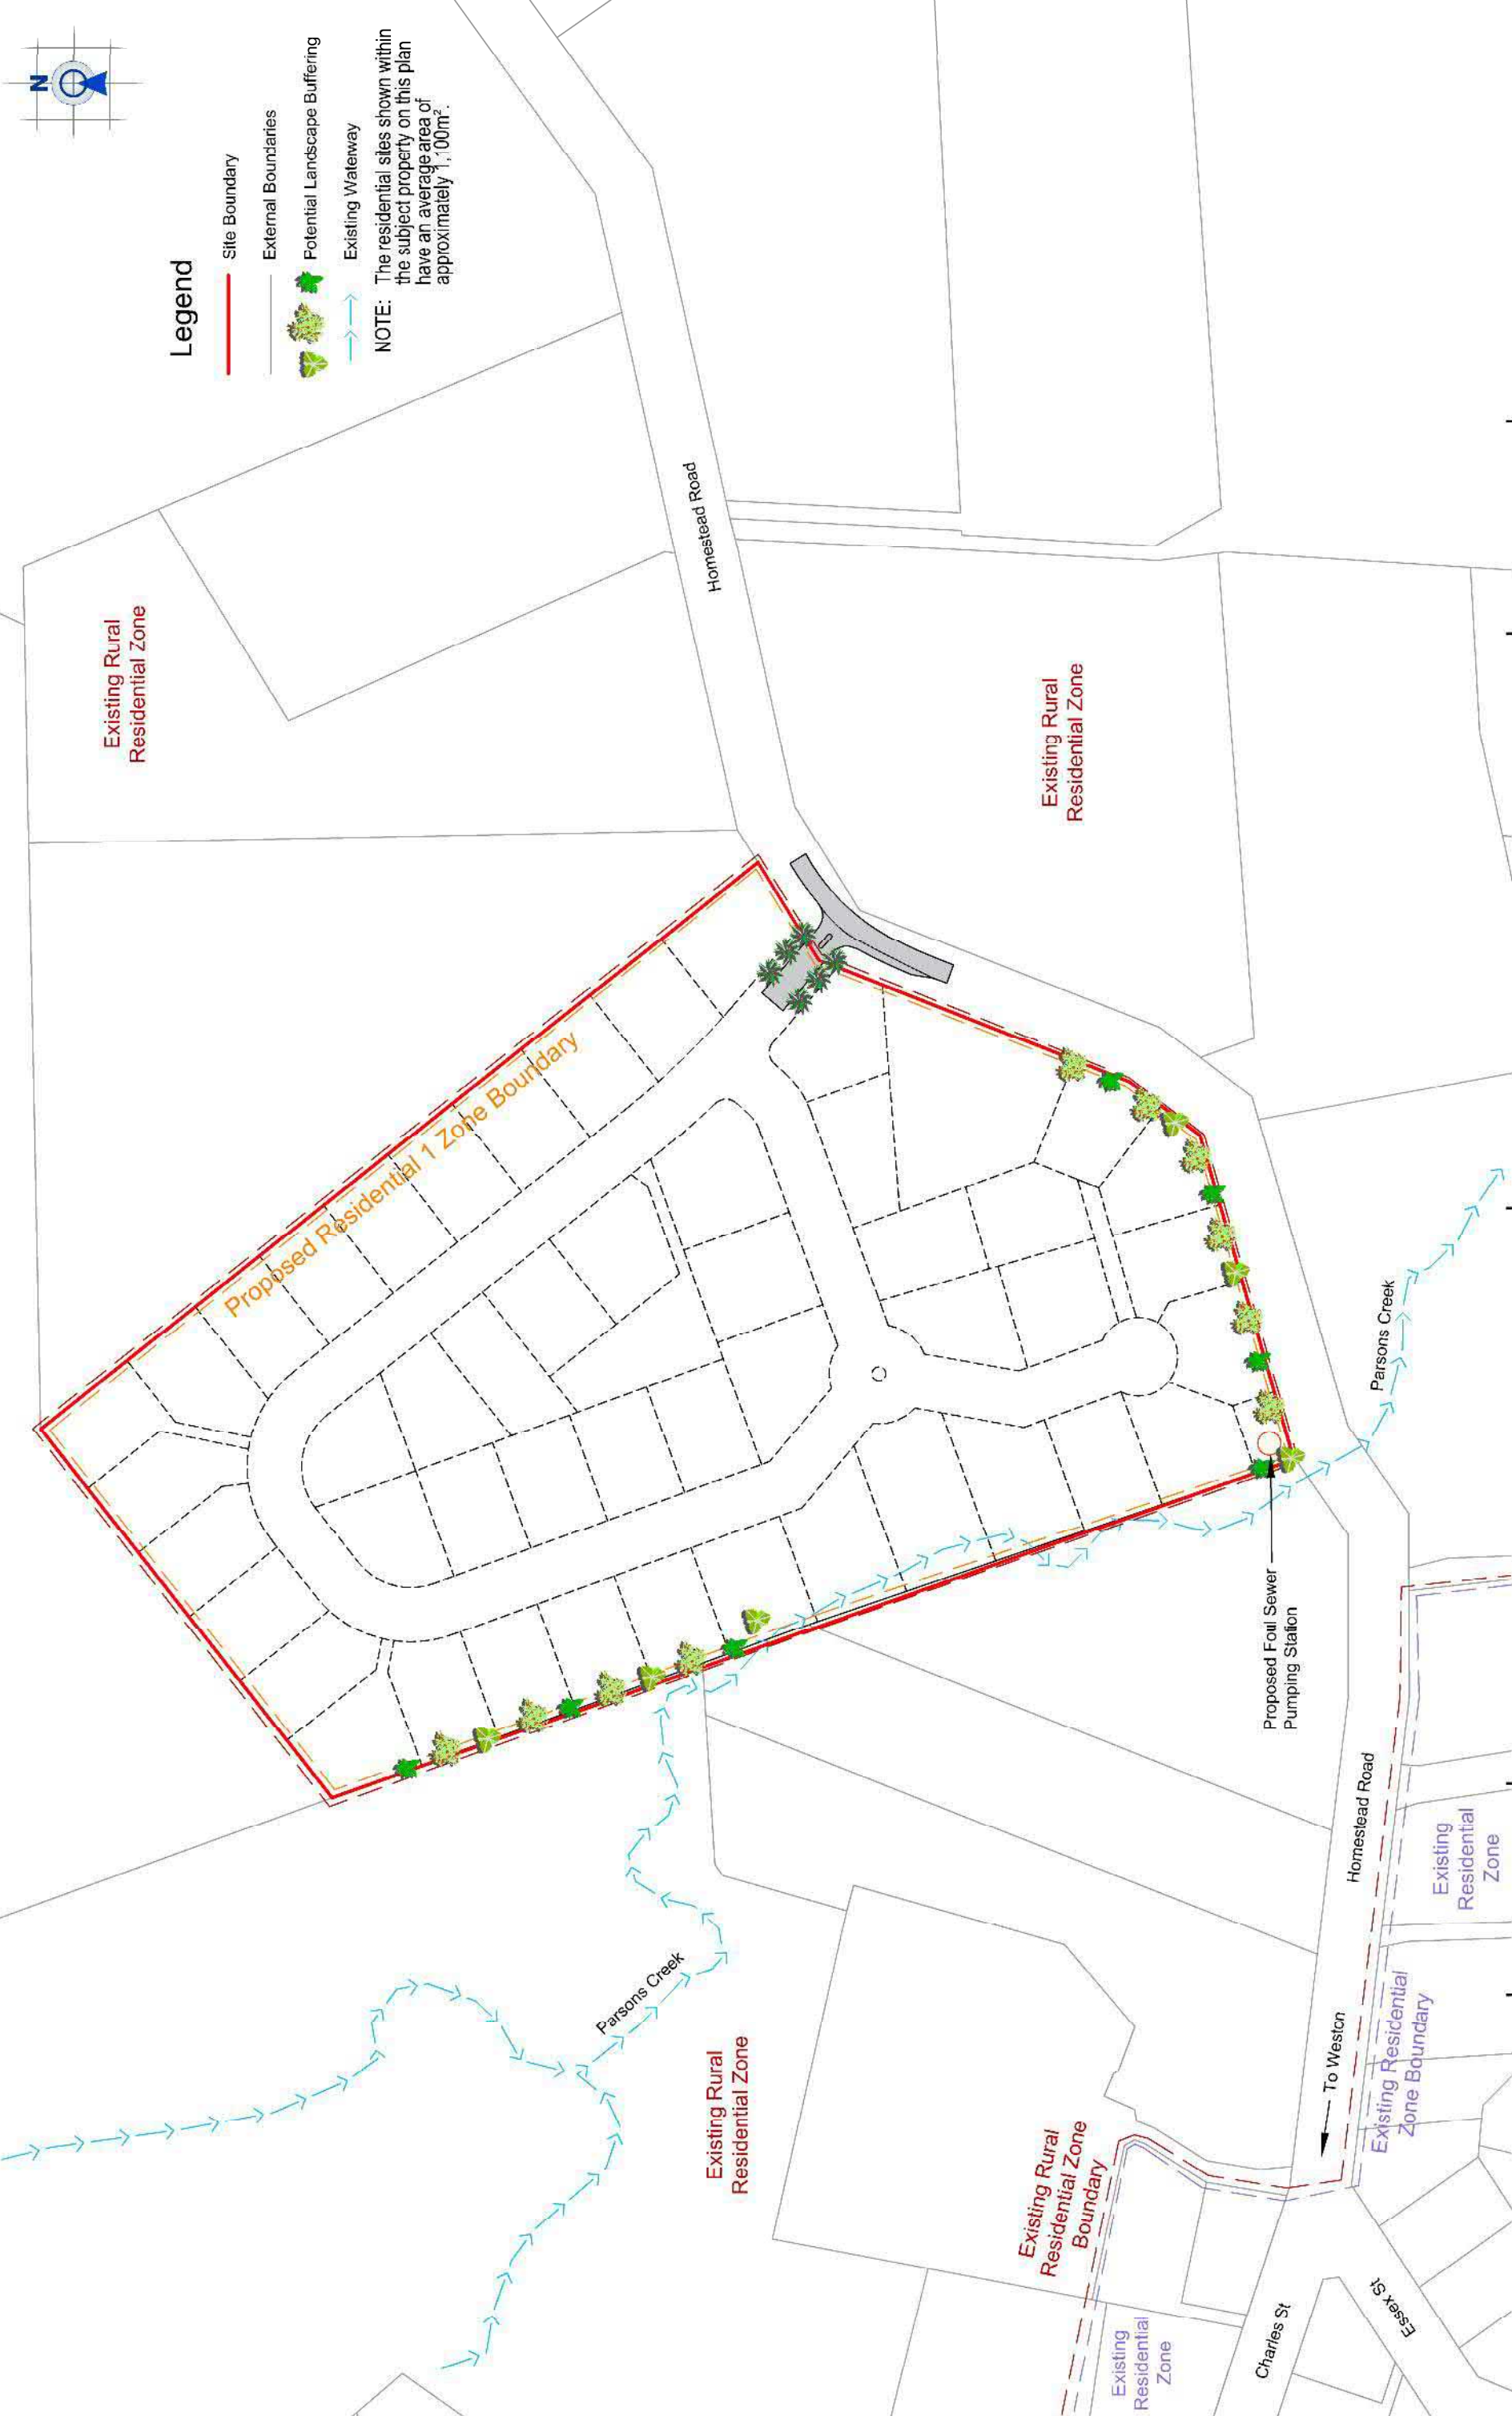 N
Legend
Site Boundary
External Boundaries
Potential Landscape Buffering
Existing Waterway
NOTE: The residential sites shown within
the subject property on this plan
have an average area of
approximately 1,100m².
Existing Rural
Residential Zone
Homestead Road
Existing Rural
Residential Zone
Proposed Residential 1 Zone Boundary
Parsons Creek
Proposed Foul Sewer
Pumping Station
Homestead Road
Existing
Residential
Zone
Parsons Creek
Existing Rural
Residential Zone
To Weston
Existing Residential
Zone Boundary
Existing Rural
Residential Zone
Boundary
Existing
Residential
Zone
Charles St
Essex St